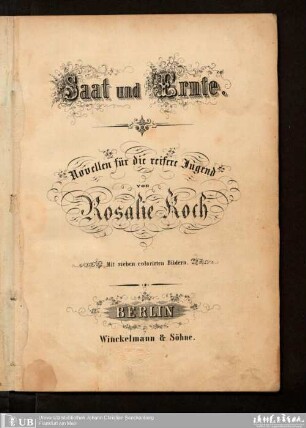 Saat und Ernte.
Novellen für die reifere Jugend
von
Rosalie Koch
Mit sieben colorirten Bildern.
BERLIN
Winckelmann & Söhne.
UB
Universitätsbibliothek Johann Christian Senckenberg
Frankfurt am Main